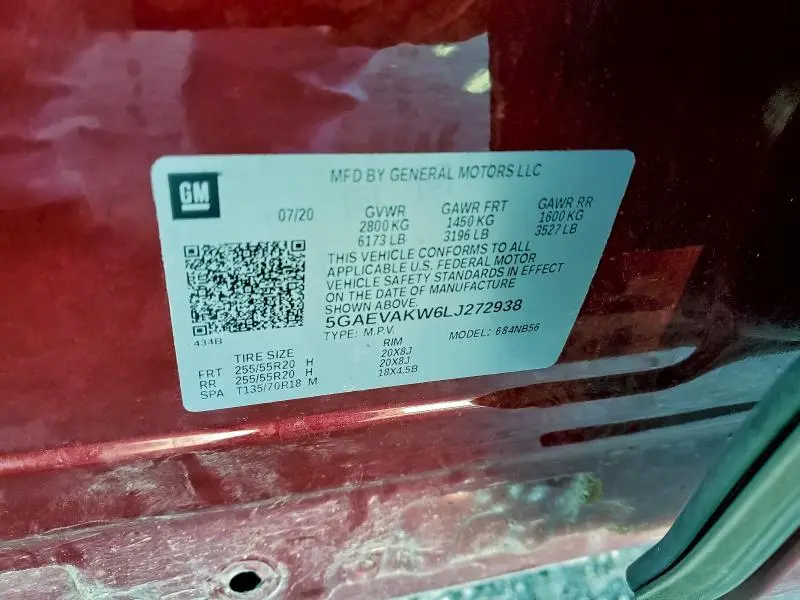 GM
MFD BY GENERAL MOTORS LLC
07/20 GVWR GAWR FRT GAWR RR
2800 KG 1450 KG 1600 KG
6173 LB 3196 LB 3527 LB
THIS VEHICLE CONFORMS TO ALL
APPLICABLE U.S. FEDERAL MOTOR
VEHICLE SAFETY STANDARDS IN EFFECT
ON THE DATE OF MANUFACTURE
SHOWN ABOVE.
5GAEVAKW6LJ272938
434B
TYPE: M.P.V. MODEL: 684NB56
TIRE SIZE RIM
FRT 255/55R20 H 20X8J
RR 255/55R20 H 20X8J
SPA T135/70R18 M 18X4.5B